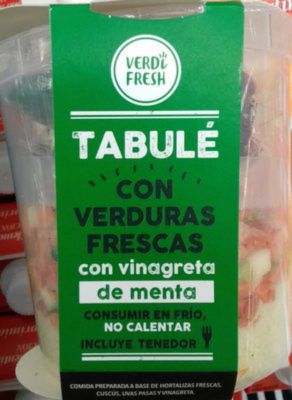 VERDI
FRESH
TABULÉ
CON
VERDURAS
FRESCAS
con vinagreta
de menta
CONSUMIR EN FRÍO,
NO CALENTAR
INCLUYE TENEDOR
COMIDA PREPARADA A BASE DE HORTALIZAS FRESCAS,
CUSCÚS, UVAS PASAS Y VINAGRETA.